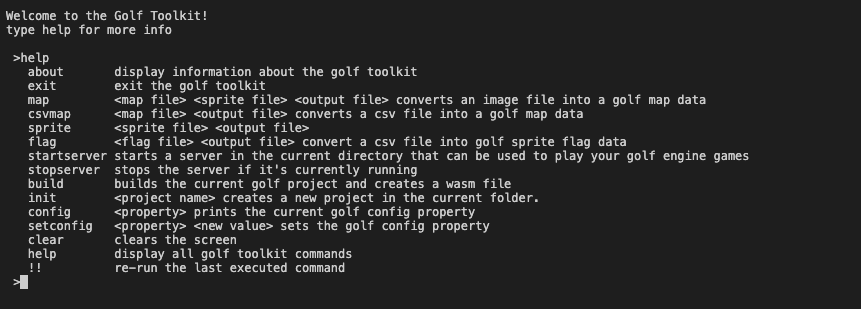 Welcome to the Golf Toolkit!
type help for more info
>help
about display information about the golf toolkit
exit exit the golf toolkit
map <map file> <sprite file> <output file> converts an image file into a golf map data
csvmap <map file> <output file> converts a csv file into a golf map data
sprite <sprite file> <output file>
flag <flag file> <output file> convert a csv file into golf sprite flag data
startserver starts a server in the current directory that can be used to play your golf engine games
stopserver stops the server if it's currently running
build builds the current golf project and creates a wasm file
init <project name> creates a new project in the current folder.
config <property> prints the current golf config property
setconfig <property> <new value> sets the golf config property
clear clears the screen
help display all golf toolkit commands
!! re-run the last executed command
>